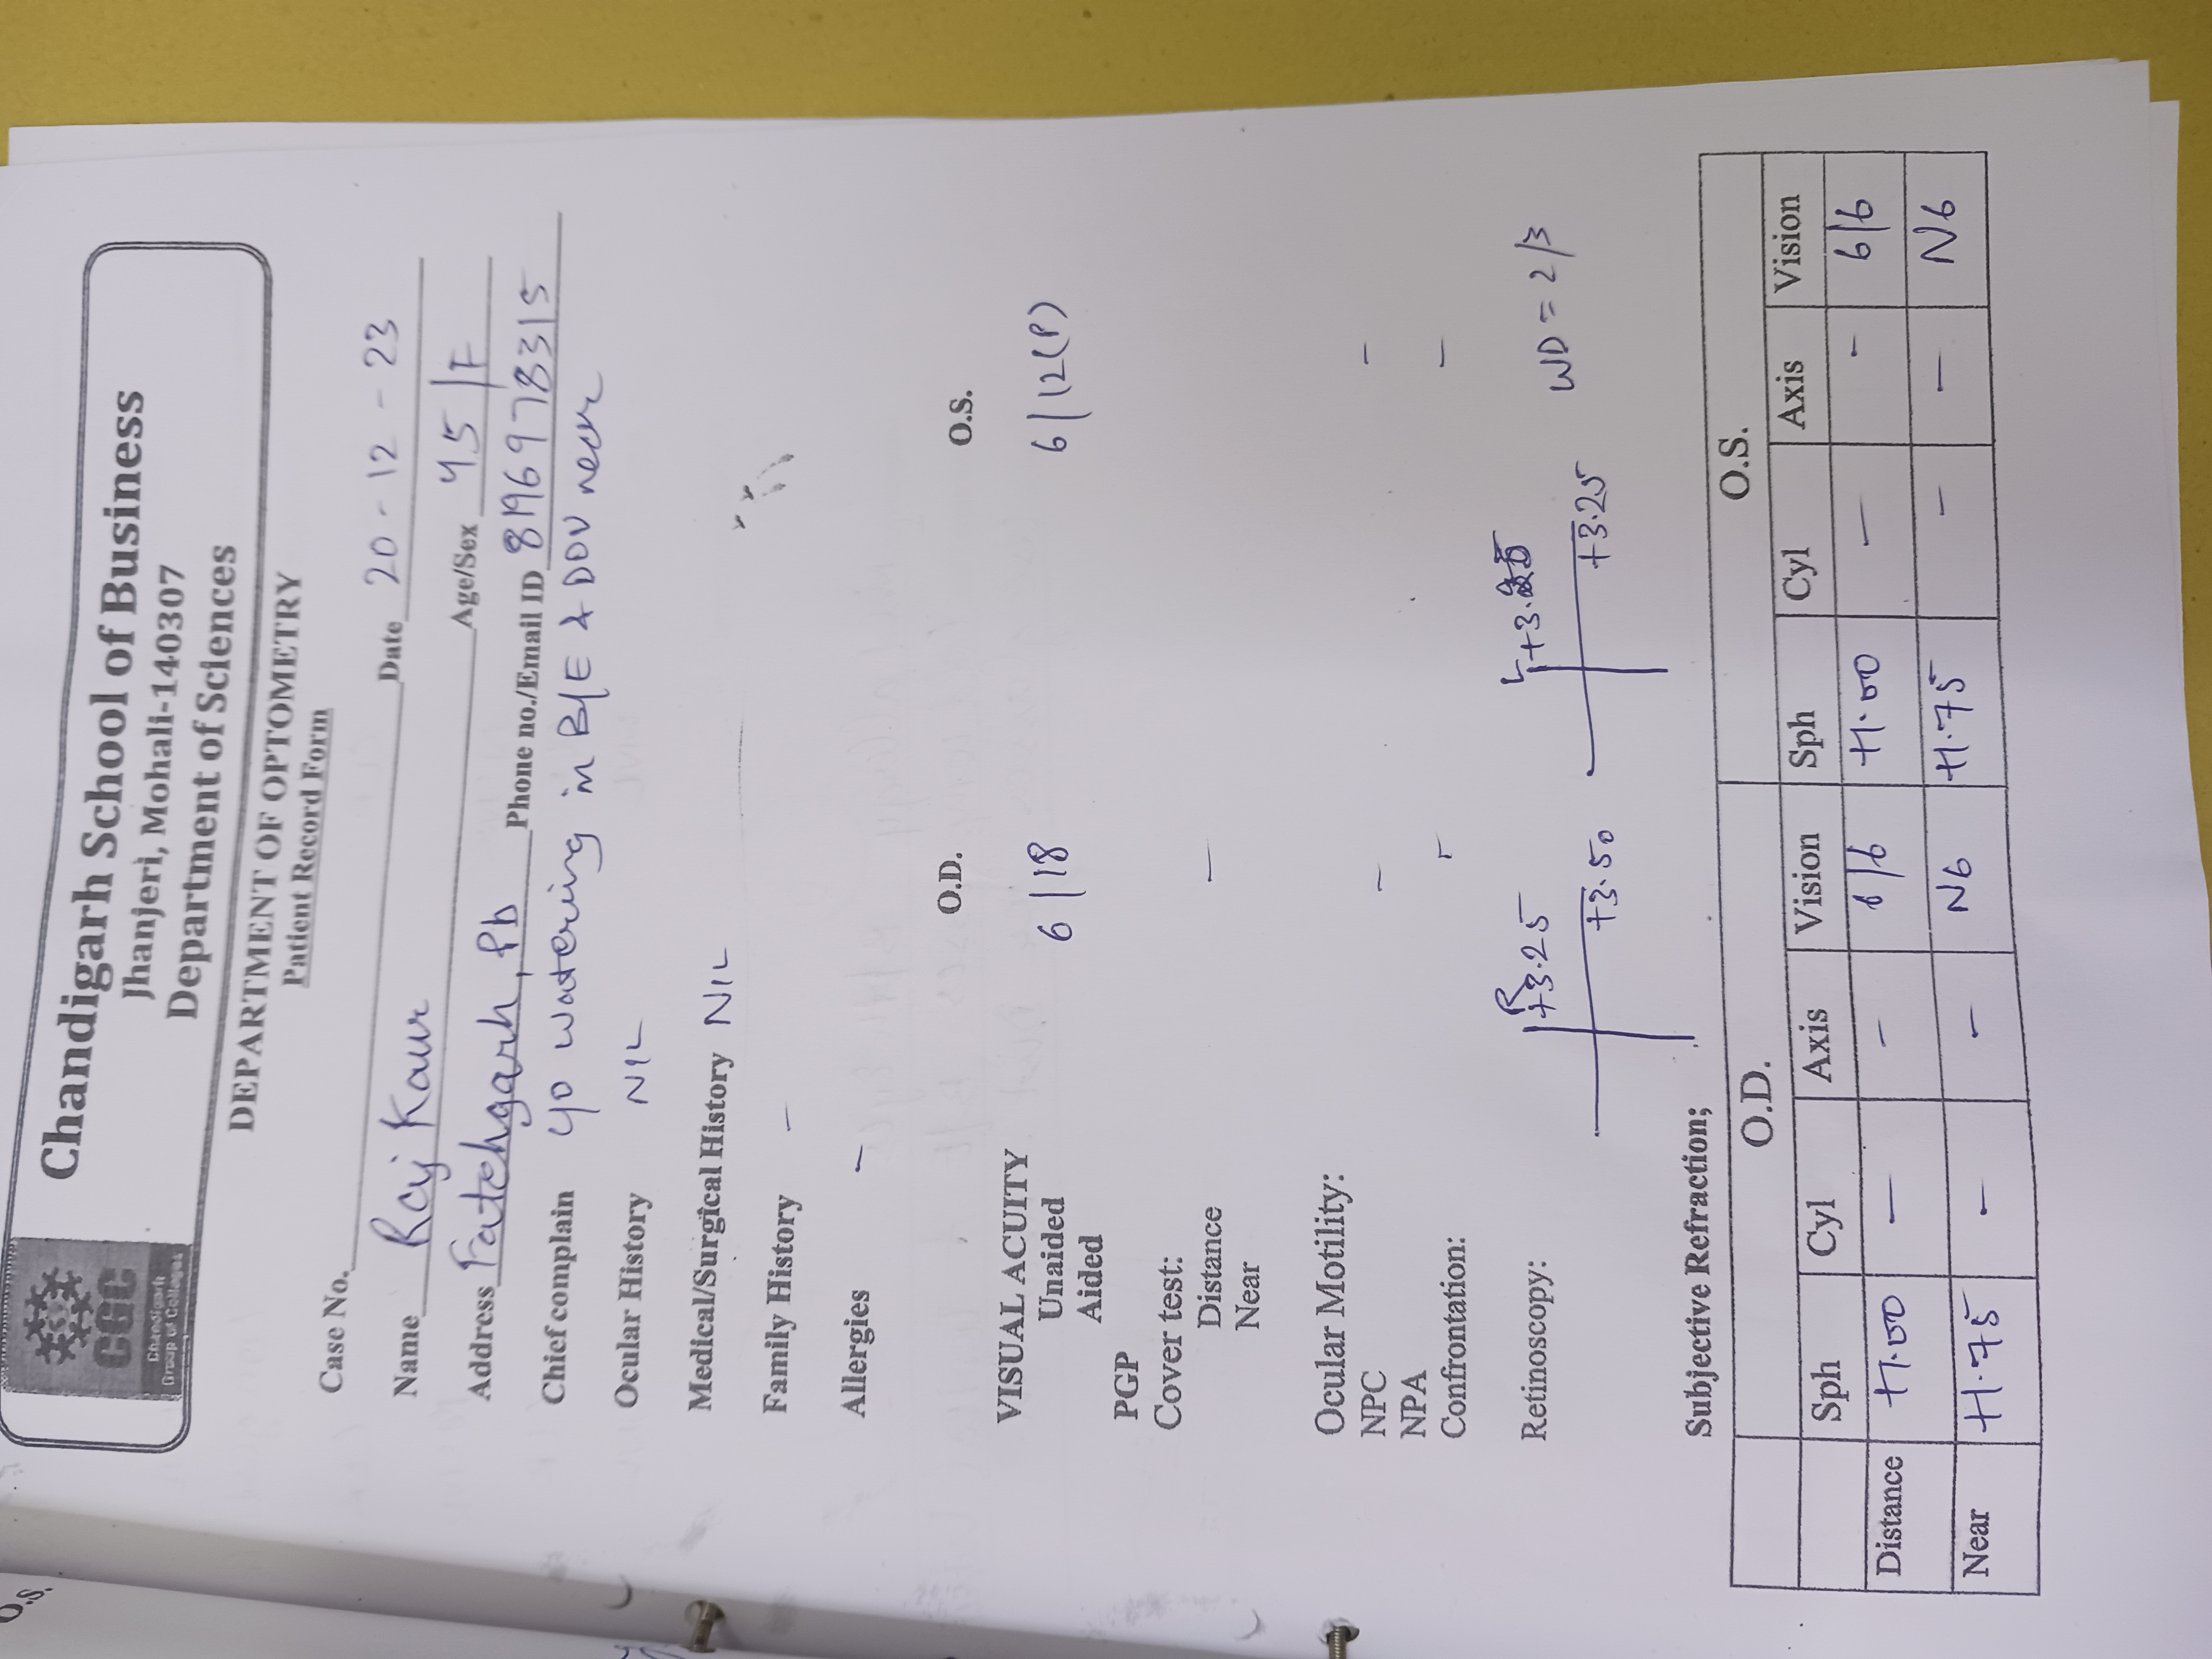 O.S.
CGC
Chandigarh
Group of Colleges
Chandigarh School of Business
Jhanjeri, Mohali-140307
Department of Sciences
DEPARTMENT OF OPTOMETRY
Patient Record Form
Case No.
Date 20-12-23
Name Raj Kaur
Age/Sex 45/F
Address Fatehgarh, Pb Phone no./Email ID 8196978315
Chief complain y/o watering in B/E & DOV near
Ocular History NIL
Medical/Surgical History NIL
Family History –
Allergies –
O.D. O.S.
VISUAL ACUITY
Unaided 6/18 6/12(P)
Aided
PGP
Cover test:
Distance –
Near
Ocular Motility:
NPC – –
NPA
Confrontation: – –
R L
Retinoscopy: +3.25 WD = 2/3
+3.50 +3.25
Subjective Refraction;
O.D. O.S.
Sph Cyl Axis Vision Sph Cyl Axis Vision
Distance +1.00 – – 6/6 +1.00 – – 6/6
Near +1.75 – – N6 +1.75 – – N6